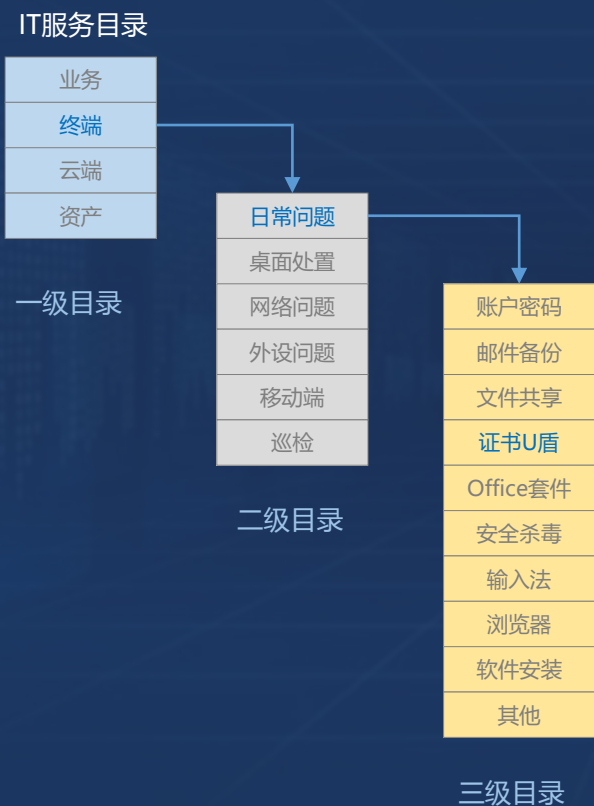 IT服务目录
业务
终端
云端
资产
一级目录
日常问题
桌面处置
网络问题
外设问题
移动端
巡检
二级目录
账户密码
邮件备份
文件共享
证书U盾
Office套件
安全杀毒
输入法
浏览器
软件安装
其他
三级目录